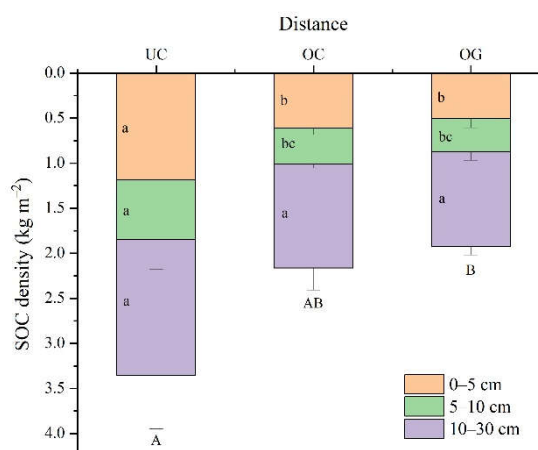 Distance
UC OC OG
SOC density (kg m⁻²)
0.0
0.5
1.0
1.5
2.0
2.5
3.0
3.5
4.0
a b b
a bc bc
a a a
A AB B
0–5 cm
5 10 cm
10–30 cm